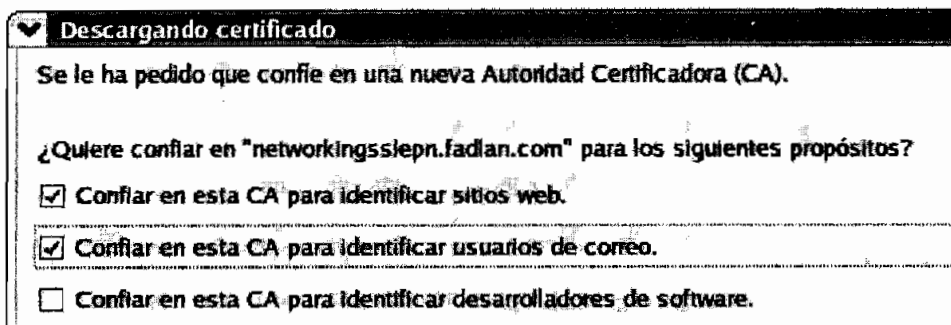 Descargando certificado
Se le ha pedido que confíe en una nueva Autoridad Certificadora (CA).
¿Quiere confiar en "networkingsslepn.fadlan.com" para los siguientes propósitos?
Confiar en esta CA para identificar sitios web.
Confiar en esta CA para identificar usuarios de correo.
Confiar en esta CA para identificar desarrolladores de software.